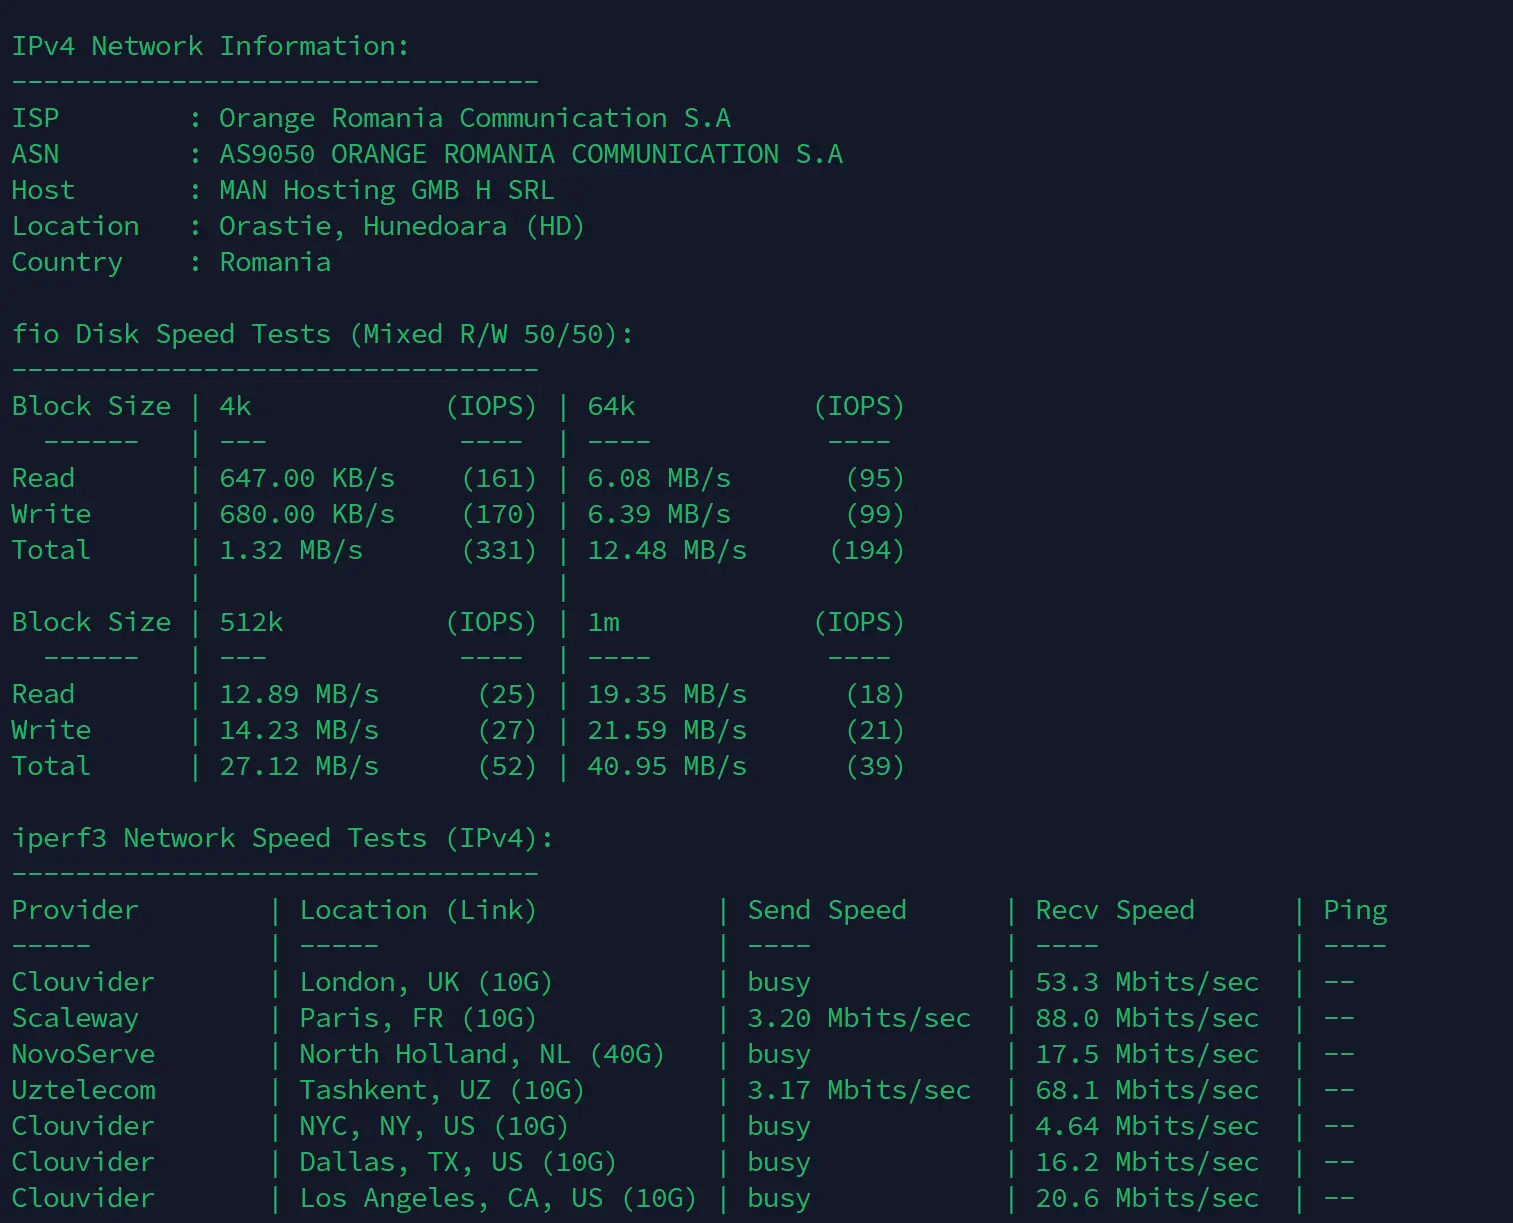 IPv4 Network Information:
---------------------------------
ISP        : Orange Romania Communication S.A
ASN        : AS9050 ORANGE ROMANIA COMMUNICATION S.A
Host       : MAN Hosting GMB H SRL
Location   : Orastie, Hunedoara (HD)
Country    : Romania
fio Disk Speed Tests (Mixed R/W 50/50):
---------------------------------
Block Size | 4k            (IOPS) | 64k           (IOPS)
  ------   | ---            ----  | ----           ----
Read       | 647.00 KB/s    (161) | 6.08 MB/s       (95)
Write      | 680.00 KB/s    (170) | 6.39 MB/s       (99)
Total      | 1.32 MB/s      (331) | 12.48 MB/s     (194)
           |                      |
Block Size | 512k          (IOPS) | 1m            (IOPS)
  ------   | ---            ----  | ----           ----
Read       | 12.89 MB/s      (25) | 19.35 MB/s      (18)
Write      | 14.23 MB/s      (27) | 21.59 MB/s      (21)
Total      | 27.12 MB/s      (52) | 40.95 MB/s      (39)
iperf3 Network Speed Tests (IPv4):
---------------------------------
Provider        | Location (Link)           | Send Speed      | Recv Speed      | Ping
-----           | -----                     | ----            | ----            | ----
Clouvider       | London, UK (10G)          | busy            | 53.3 Mbits/sec  | --
Scaleway        | Paris, FR (10G)           | 3.20 Mbits/sec  | 88.0 Mbits/sec  | --
NovoServe       | North Holland, NL (40G)   | busy            | 17.5 Mbits/sec  | --
Uztelecom       | Tashkent, UZ (10G)        | 3.17 Mbits/sec  | 68.1 Mbits/sec  | --
Clouvider       | NYC, NY, US (10G)         | busy            | 4.64 Mbits/sec  | --
Clouvider       | Dallas, TX, US (10G)      | busy            | 16.2 Mbits/sec  | --
Clouvider       | Los Angeles, CA, US (10G) | busy            | 20.6 Mbits/sec  | --